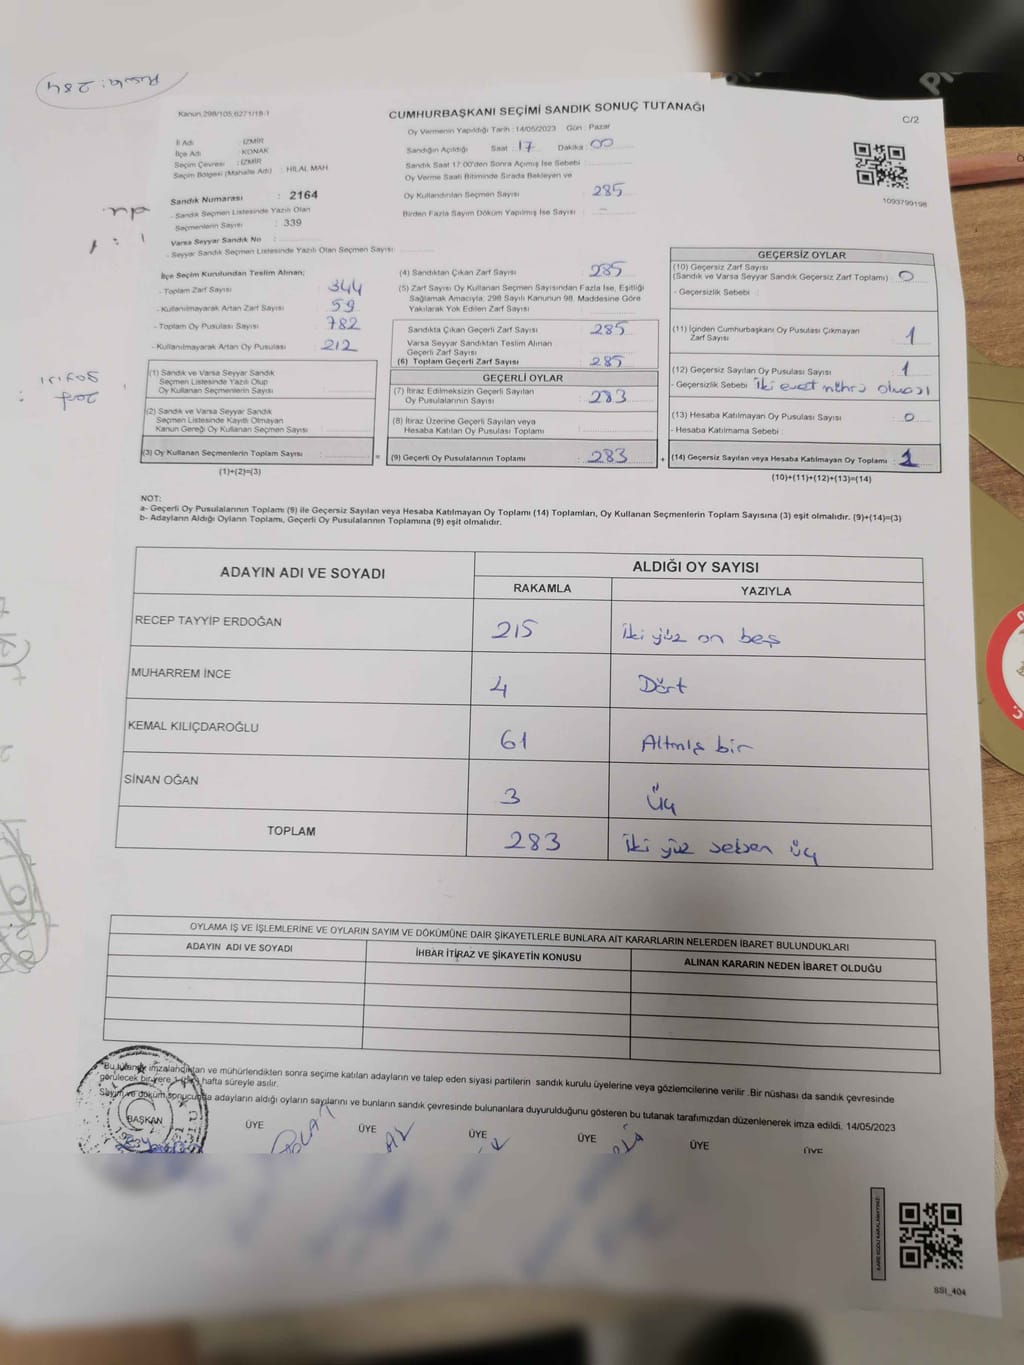 Pusula: 284
Kanun:298/105;6271/18-1
CUMHURBAŞKANI SEÇİMİ SANDIK SONUÇ TUTANAĞI
C/2
Oy Vermenin Yapıldığı Tarih : 14/05/2023 Gün : Pazar
Sandığın Açıldığı Saat : 17 Dakika : 00
Sandık Saat 17:00'den Sonra Açımış İse Sebebi :
Oy Verme Saati Bitiminde Sırada Bekleyen ve
Oy Kullandırılan Seçmen Sayısı : 285
Birden Fazla Sayım Döküm Yapılmış İse Sayısı : -
1093799198
İl Adı : İZMİR
İlçe Adı : KONAK
Seçim Çevresi : İZMİR
Seçim Bölgesi (Mahalle Adı) : HİLAL MAH
Sandık Numarası : 2164
- Sandık Seçmen Listesinde Yazılı Olan
Seçmenlerin Sayısı : 339
Varsa Seyyar Sandık No :
- Seyyar Sandık Seçmen Listesinde Yazılı Olan Seçmen Sayısı :
İlçe Seçim Kurulundan Teslim Alınan;
- Toplam Zarf Sayısı : 344
- Kullanılmayarak Artan Zarf Sayısı : 59
- Toplam Oy Pusulası Sayısı : 782
- Kullanılmayarak Artan Oy Pusulası : 212
(1) Sandık ve Varsa Seyyar Sandık
Seçmen Listesinde Yazılı Olup
Oy Kullanan Seçmenlerin Sayısı :
(2) Sandık ve Varsa Seyyar Sandık
Seçmen Listesinde Kayıtlı Olmayan
Kanun Gereği Oy Kullanan Seçmen Sayısı :
(3) Oy Kullanan Seçmenlerin Toplam Sayısı :
(1)+(2)=(3)
(4) Sandıktan Çıkan Zarf Sayısı : 285
(5) Zarf Sayısı Oy Kullanan Seçmen Sayısından Fazla İse, Eşitliği
Sağlamak Amacıyla; 298 Sayılı Kanunun 98. Maddesine Göre
Yakılarak Yok Edilen Zarf Sayısı :
Sandıkta Çıkan Geçerli Zarf Sayısı : 285
Varsa Seyyar Sandıktan Teslim Alınan
Geçerli Zarf Sayısı :
(6) Toplam Geçerli Zarf Sayısı : 285
GEÇERLİ OYLAR
(7) İtiraz Edilmeksizin Geçerli Sayılan
Oy Pusulalarının Sayısı : 283
(8) İtiraz Üzerine Geçerli Sayılan veya
Hesaba Katılan Oy Pusulası Toplamı :
= (9) Geçerli Oy Pusulalarının Toplamı : 283
GEÇERSİZ OYLAR
(10) Geçersiz Zarf Sayısı
(Sandık ve Varsa Seyyar Sandık Geçersiz Zarf Toplamı) : 0
- Geçersizlik Sebebi :
(11) İçinden Cumhurbaşkanı Oy Pusulası Çıkmayan
Zarf Sayısı : 1
(12) Geçersiz Sayılan Oy Pusulası Sayısı : 1
- Geçersizlik Sebebi : İki evet mührü olması
(13) Hesaba Katılmayan Oy Pusulası Sayısı : 0
- Hesaba Katılmama Sebebi :
+ (14) Geçersiz Sayılan veya Hesaba Katılmayan Oy Toplamı :
(10)+(11)+(12)+(13)=(14)
NOT:
a- Geçerli Oy Pusulalarının Toplamı (9) ile Geçersiz Sayılan veya Hesaba Katılmayan Oy Toplamı (14) Toplamları, Oy Kullanan Seçmenlerin Toplam Sayısına (3) eşit olmalıdır. (9)+(14)=(3)
b- Adayların Aldığı Oyların Toplamı, Geçerli Oy Pusulalarının Toplamına (9) eşit olmalıdır.
ADAYIN ADI VE SOYADI ALDIĞI OY SAYISI
RAKAMLA YAZIYLA
RECEP TAYYİP ERDOĞAN 215 iki yüz on beş
MUHARREM İNCE 4 Dört
KEMAL KILIÇDAROĞLU 61 Altmış bir
SİNAN OĞAN 3 üç
TOPLAM 283 iki yüz seksen üç
OYLAMA İŞ VE İŞLEMLERİNE VE OYLARIN SAYIM VE DÖKÜMÜNE DAİR ŞİKAYETLERLE BUNLARA AİT KARARLARIN NELERDEN İBARET BULUNDUKLARI
ADAYIN ADI VE SOYADI İHBAR İTİRAZ VE ŞİKAYETİN KONUSU ALINAN KARARIN NEDEN İBARET OLDUĞU
"Bu tutanak imzalandıktan ve mühürlendikten sonra seçime katılan adayların ve talep eden siyasi partilerin sandık kurulu üyelerine veya gözlemcilerine verilir .Bir nüshası da sandık çevresinde
görülecek bir yere 1 (bir) hafta süreyle asılır.
Sayım ve döküm sonucunda adayların aldığı oyların sayılarını ve bunların sandık çevresinde bulunanlara duyurulduğunu gösteren bu tutanak tarafımızdan düzenlenerek imza edildi. 14/05/2023
BAŞKAN ÜYE ÜYE ÜYE ÜYE ÜYE ÜYE
SSI_404